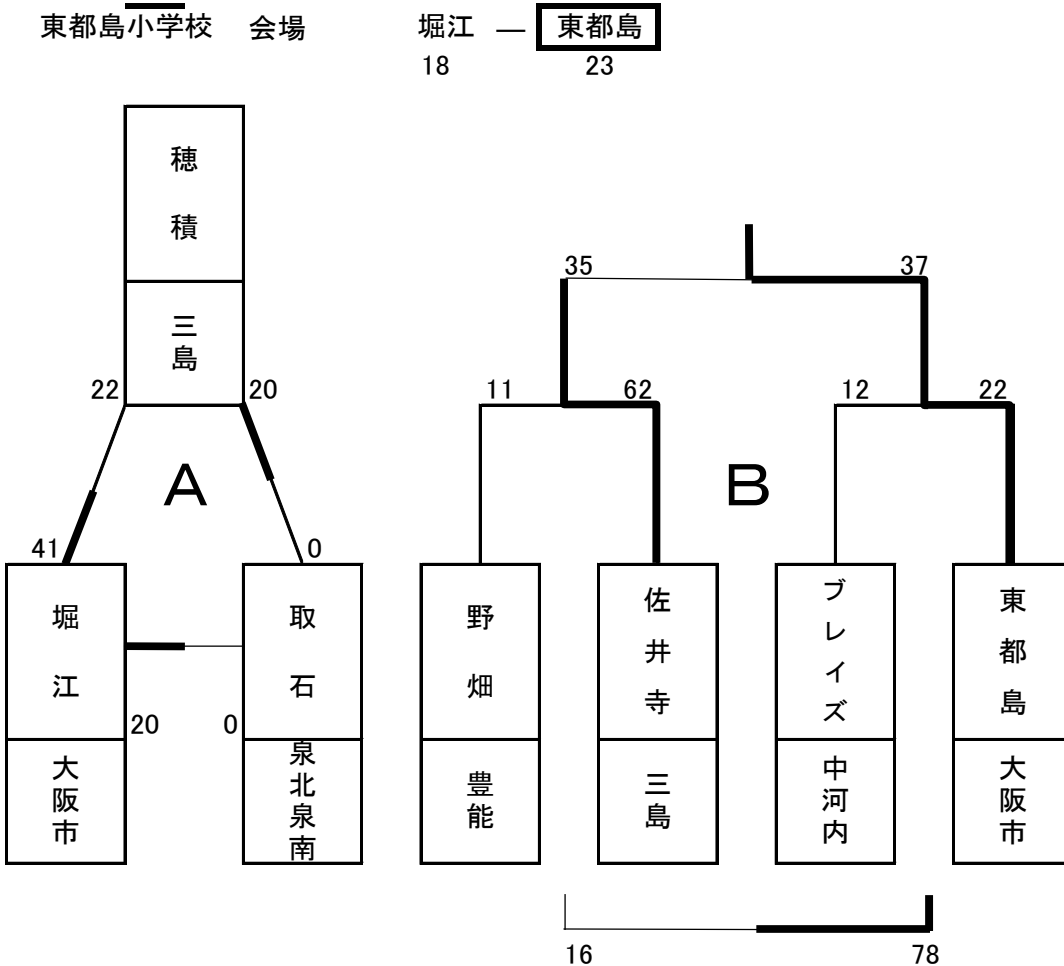 東都島小学校 会場
堀江 ― 東都島
18 23
穂積
三島
22 20
A
41 0
堀江
取石
20 0
大阪市
泉北泉南
35 37
11 62 12 22
B
野畑
佐井寺
ブレイズ
東都島
豊能
三島
中河内
大阪市
16 78